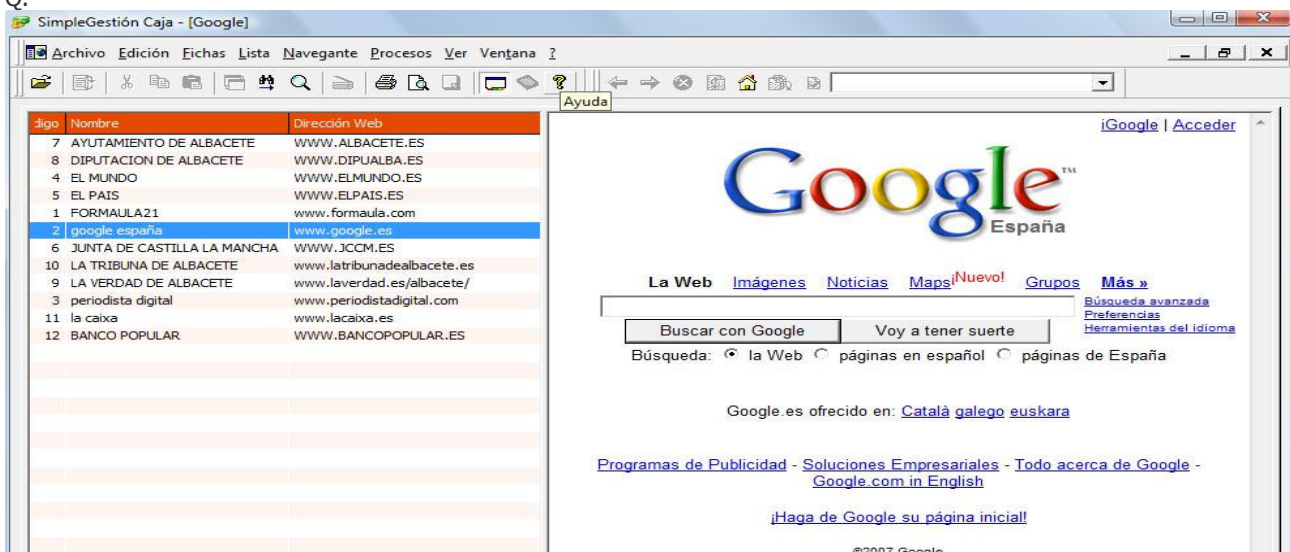 Q.
SimpleGestión Caja - [Google]
Archivo Edición Fichas Lista Navegante Procesos Ver Ventana ?
Ayuda
digo Nombre Dirección Web
7 AYUTAMIENTO DE ALBACETE WWW.ALBACETE.ES
8 DIPUTACION DE ALBACETE WWW.DIPUALBA.ES
4 EL MUNDO WWW.ELMUNDO.ES
5 EL PAIS WWW.ELPAIS.ES
1 FORMAULA21 www.formaula.com
2 google españa www.google.es
6 JUNTA DE CASTILLA LA MANCHA WWW.JCCM.ES
10 LA TRIBUNA DE ALBACETE www.latribunadealbacete.es
9 LA VERDAD DE ALBACETE www.laverdad.es/albacete/
3 periodista digital www.periodistadigital.com
11 la caixa www.lacaixa.es
12 BANCO POPULAR WWW.BANCOPOPULAR.ES
iGoogle | Acceder
Google™
España
La Web Imágenes Noticias Maps¡Nuevo! Grupos Más »
Búsqueda avanzada
Preferencias
Herramientas del idioma
Buscar con Google Voy a tener suerte
Búsqueda: la Web páginas en español páginas de España
Google.es ofrecido en: Català galego euskara
Programas de Publicidad - Soluciones Empresariales - Todo acerca de Google -
Google.com in English
¡Haga de Google su página inicial!
©2007 Google